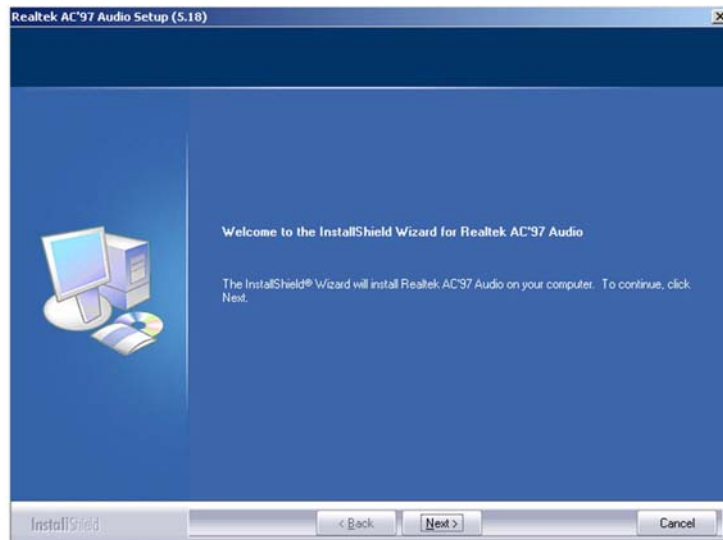 Realtek AC'97 Audio Setup (5.18)
Welcome to the InstallShield Wizard for Realtek AC'97 Audio
The InstallShield® Wizard will install Realtek AC'97 Audio on your computer. To continue, click
Next.
InstallShield
< Back
Next >
Cancel